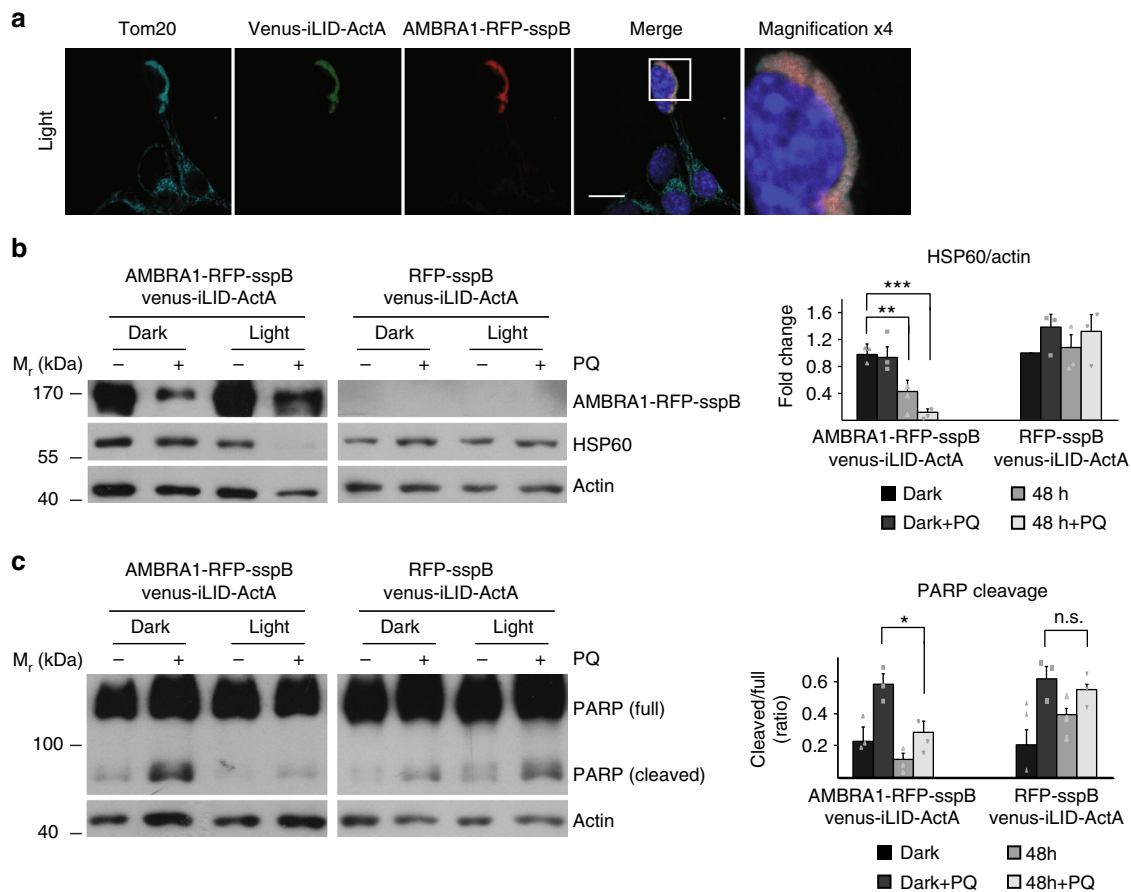 a
Tom20 Venus-iLID-ActA AMBRA1-RFP-sspB Merge Magnification x4
Light
b
AMBRA1-RFP-sspB RFP-sspB
venus-iLID-ActA venus-iLID-ActA
Dark Light Dark Light
Mr (kDa) – + – + – + – + PQ
170 AMBRA1-RFP-sspB
HSP60
55
Actin
40
HSP60/actin
Fold change
1.6
1.2
0.8
0.4
***
**
AMBRA1-RFP-sspB RFP-sspB
venus-iLID-ActA venus-iLID-ActA
Dark 48 h
Dark+PQ 48 h+PQ
c
AMBRA1-RFP-sspB RFP-sspB
venus-iLID-ActA venus-iLID-ActA
Dark Light Dark Light
Mr (kDa) – + – + – + – + PQ
PARP (full)
100
PARP (cleaved)
Actin
40
PARP cleavage
Cleaved/full
(ratio)
0.6
0.4
0.2
* n.s.
AMBRA1-RFP-sspB RFP-sspB
venus-iLID-ActA venus-iLID-ActA
Dark 48h
Dark+PQ 48h+PQ